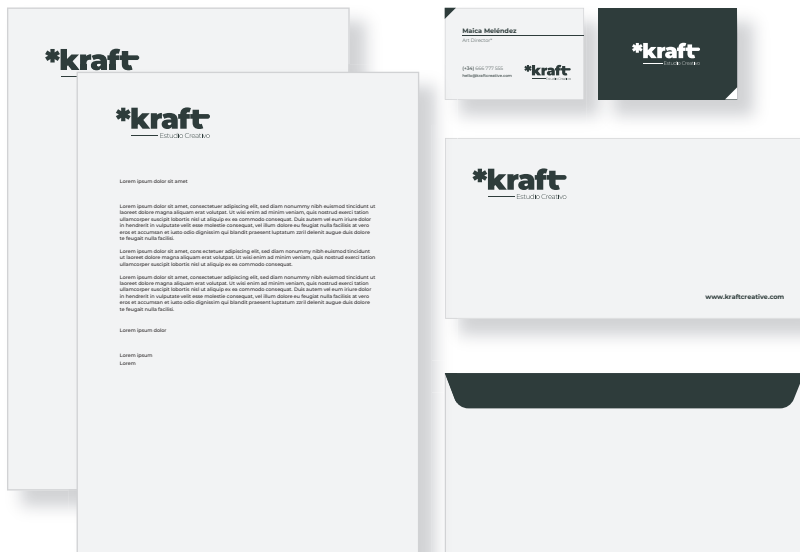 *kraft
*kraft
Estudio Creativo
Lorem ipsum dolor sit amet
Lorem ipsum dolor sit amet, consectetuer adipiscing elit, sed diam nonummy nibh euismod tincidunt ut
laoreet dolore magna aliquam erat volutpat. Ut wisi enim ad minim veniam, quis nostrud exerci tation
ullamcorper suscipit lobortis nisl ut aliquip ex ea commodo consequat. Duis autem vel eum iriure dolor
in hendrerit in vulputate velit esse molestie consequat, vel illum dolore eu feugiat nulla facilisis at vero
eros et accumsan et iusto odio dignissim qui blandit praesent luptatum zzril delenit augue duis dolore
te feugait nulla facilisi.
Lorem ipsum dolor sit amet, cons ectetuer adipiscing elit, sed diam nonummy nibh euismod tincidunt
ut laoreet dolore magna aliquam erat volutpat. Ut wisi enim ad minim veniam, quis nostrud exerci tation
ullamcorper suscipit lobortis nisl ut aliquip ex ea commodo consequat.
Lorem ipsum dolor sit amet, consectetuer adipiscing elit, sed diam nonummy nibh euismod tincidunt ut
laoreet dolore magna aliquam erat volutpat. Ut wisi enim ad minim veniam, quis nostrud exerci tation
ullamcorper suscipit lobortis nisl ut aliquip ex ea commodo consequat. Duis autem vel eum iriure dolor
in hendrerit in vulputate velit esse molestie consequat, vel illum dolore eu feugiat nulla facilisis at vero
eros et accumsan et iusto odio dignissim qui blandit praesent luptatum zzril delenit augue duis dolore
te feugait nulla facilisi.
Lorem ipsum dolor
Lorem ipsum
Lorem
Maica Meléndez
Art Director*
(+34) 666 777 555
hello@kraftcreative.com
*kraft
Estudio Creativo
*kraft
Estudio Creativo
*kraft
Estudio Creativo
www.kraftcreative.com